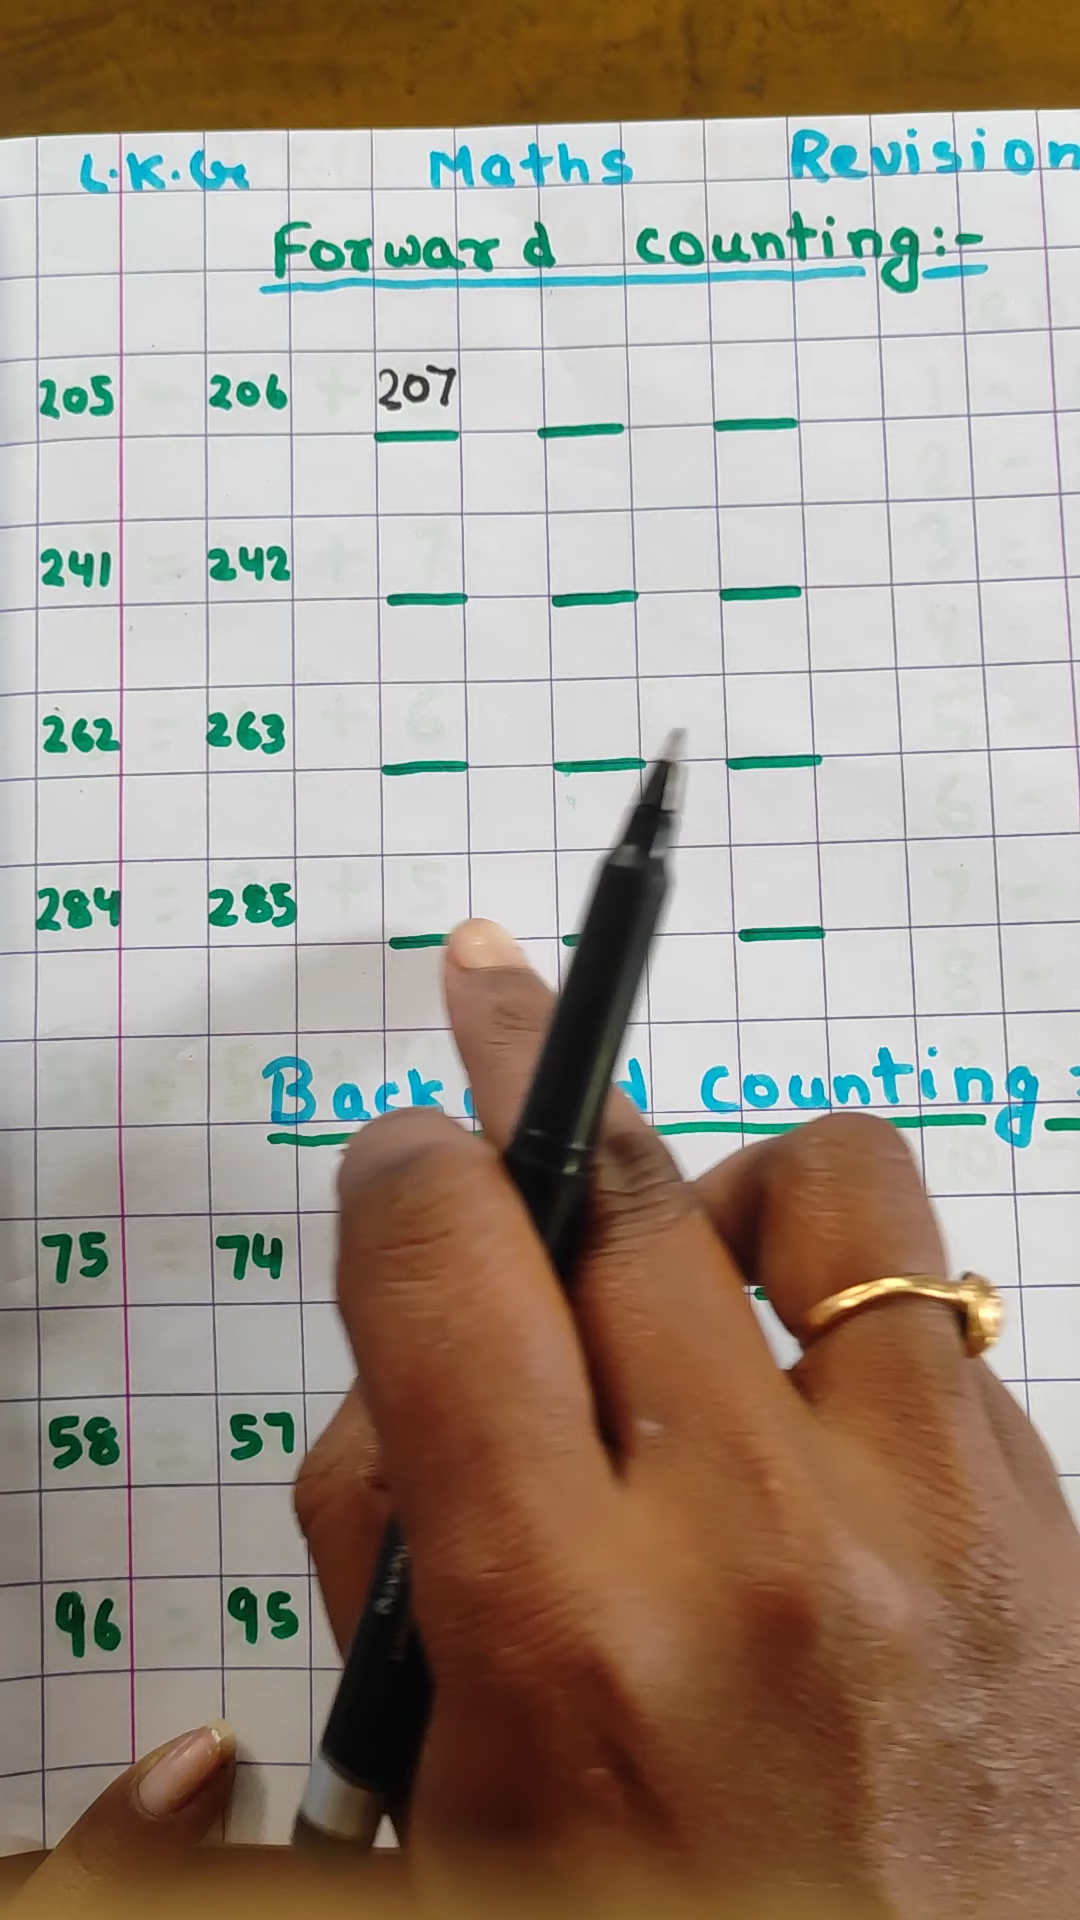 L.K.G Maths Revision
Forward counting:-
205 206 207
241 242
262 263
284 285
counting
75 74
58 57
96 95